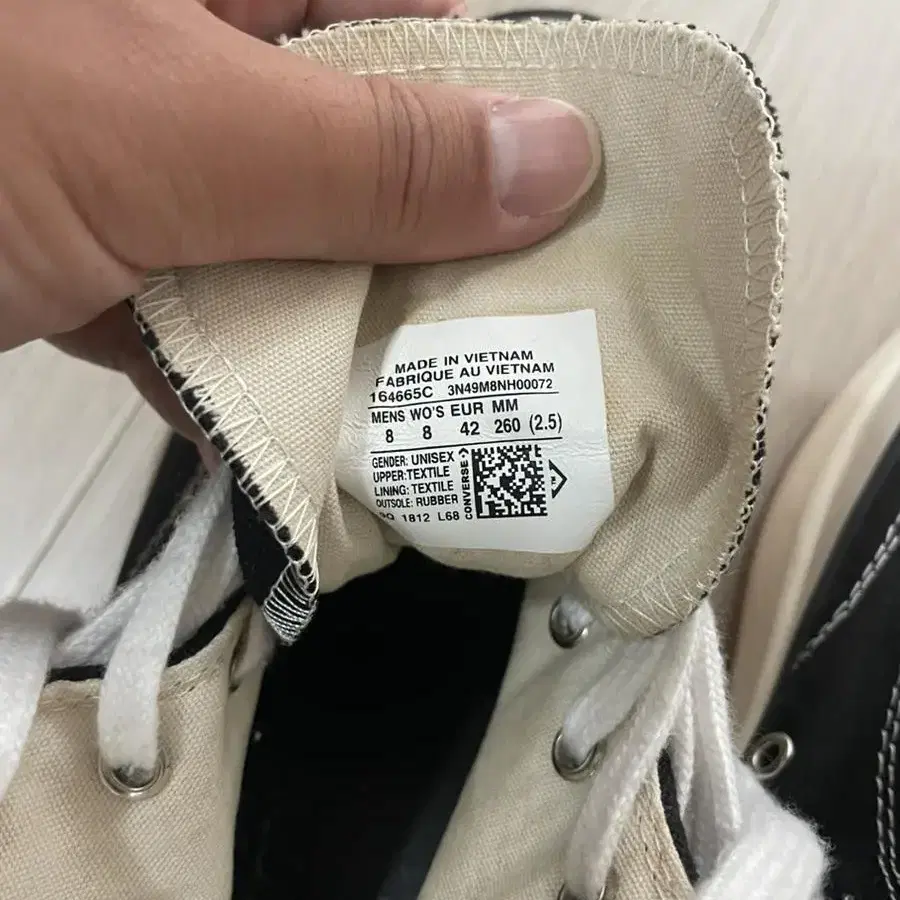 MADE IN VIETNAM
FABRIQUE AU VIETNAM
164665C 3N49M8NH00072
MENS WO'S EUR MM
8 8 42 260 (2.5)
GENDER: UNISEX
UPPER:TEXTILE
LINING: TEXTILE
OUTSOLE: RUBBER
1812 L68
CONVERSE
TM